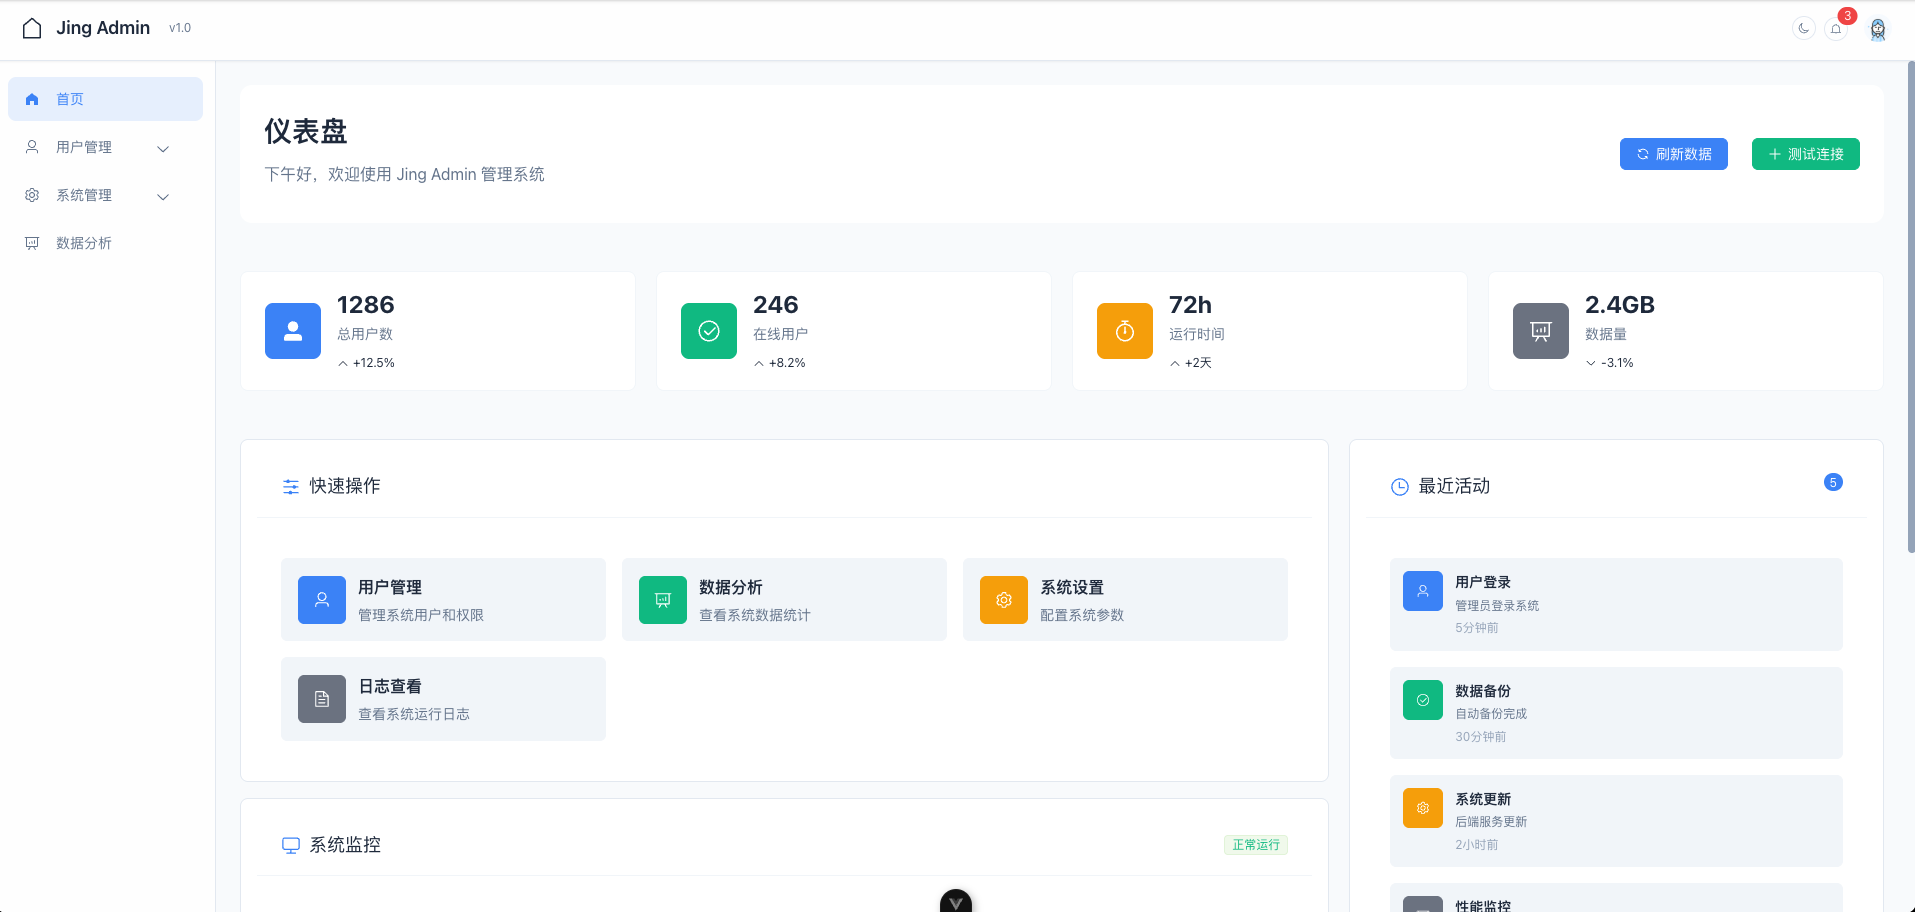 Jing Admin v1.0
3
首页
用户管理
系统管理
数据分析
仪表盘
下午好，欢迎使用 Jing Admin 管理系统
刷新数据
测试连接
1286
总用户数
+12.5%
246
在线用户
+8.2%
72h
运行时间
+2天
2.4GB
数据量
-3.1%
快速操作
用户管理
管理系统用户和权限
数据分析
查看系统数据统计
系统设置
配置系统参数
日志查看
查看系统运行日志
系统监控
正常运行
最近活动
5
用户登录
管理员登录系统
5分钟前
数据备份
自动备份完成
30分钟前
系统更新
后端服务更新
2小时前
性能监控